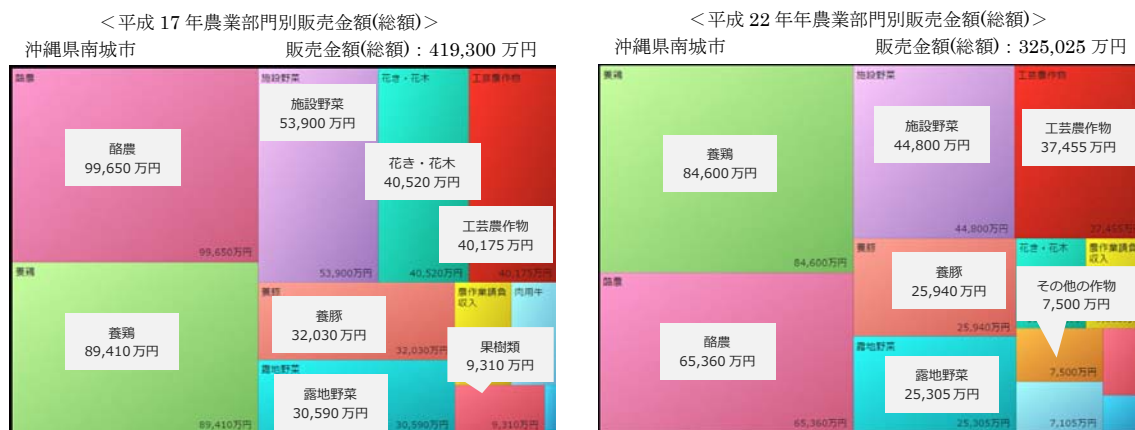 ＜平成 17 年農業部門別販売金額(総額)＞
沖縄県南城市 販売金額(総額)：419,300 万円
酪農
酪農
99,650 万円
99,650万円
養鶏
養鶏
89,410 万円
89,410万円
施設野菜
施設野菜
53,900 万円
53,900万円
花き・花木
花き・花木
40,520 万円
40,520万円
工芸農作物
工芸農作物
40,175 万円
40,175万円
養豚
養豚
32,030 万円
32,030万円
露地野菜
露地野菜
30,590 万円
30,590万円
農作業請負
収入
肉用牛
果樹類
9,310 万円
9,310万円
＜平成 22 年年農業部門別販売金額(総額)＞
沖縄県南城市 販売金額(総額)：325,025 万円
養鶏
養鶏
84,600 万円
84,600万円
酪農
酪農
65,360 万円
65,360万円
施設野菜
施設野菜
44,800 万円
44,800万円
工芸農作物
工芸農作物
37,455 万円
37,455万円
養豚
養豚
25,940 万円
25,940万円
露地野菜
露地野菜
25,305 万円
25,305万円
花き・花木
農作業請負
収入
その他の作物
7,500 万円
7,500万円
7,105万円